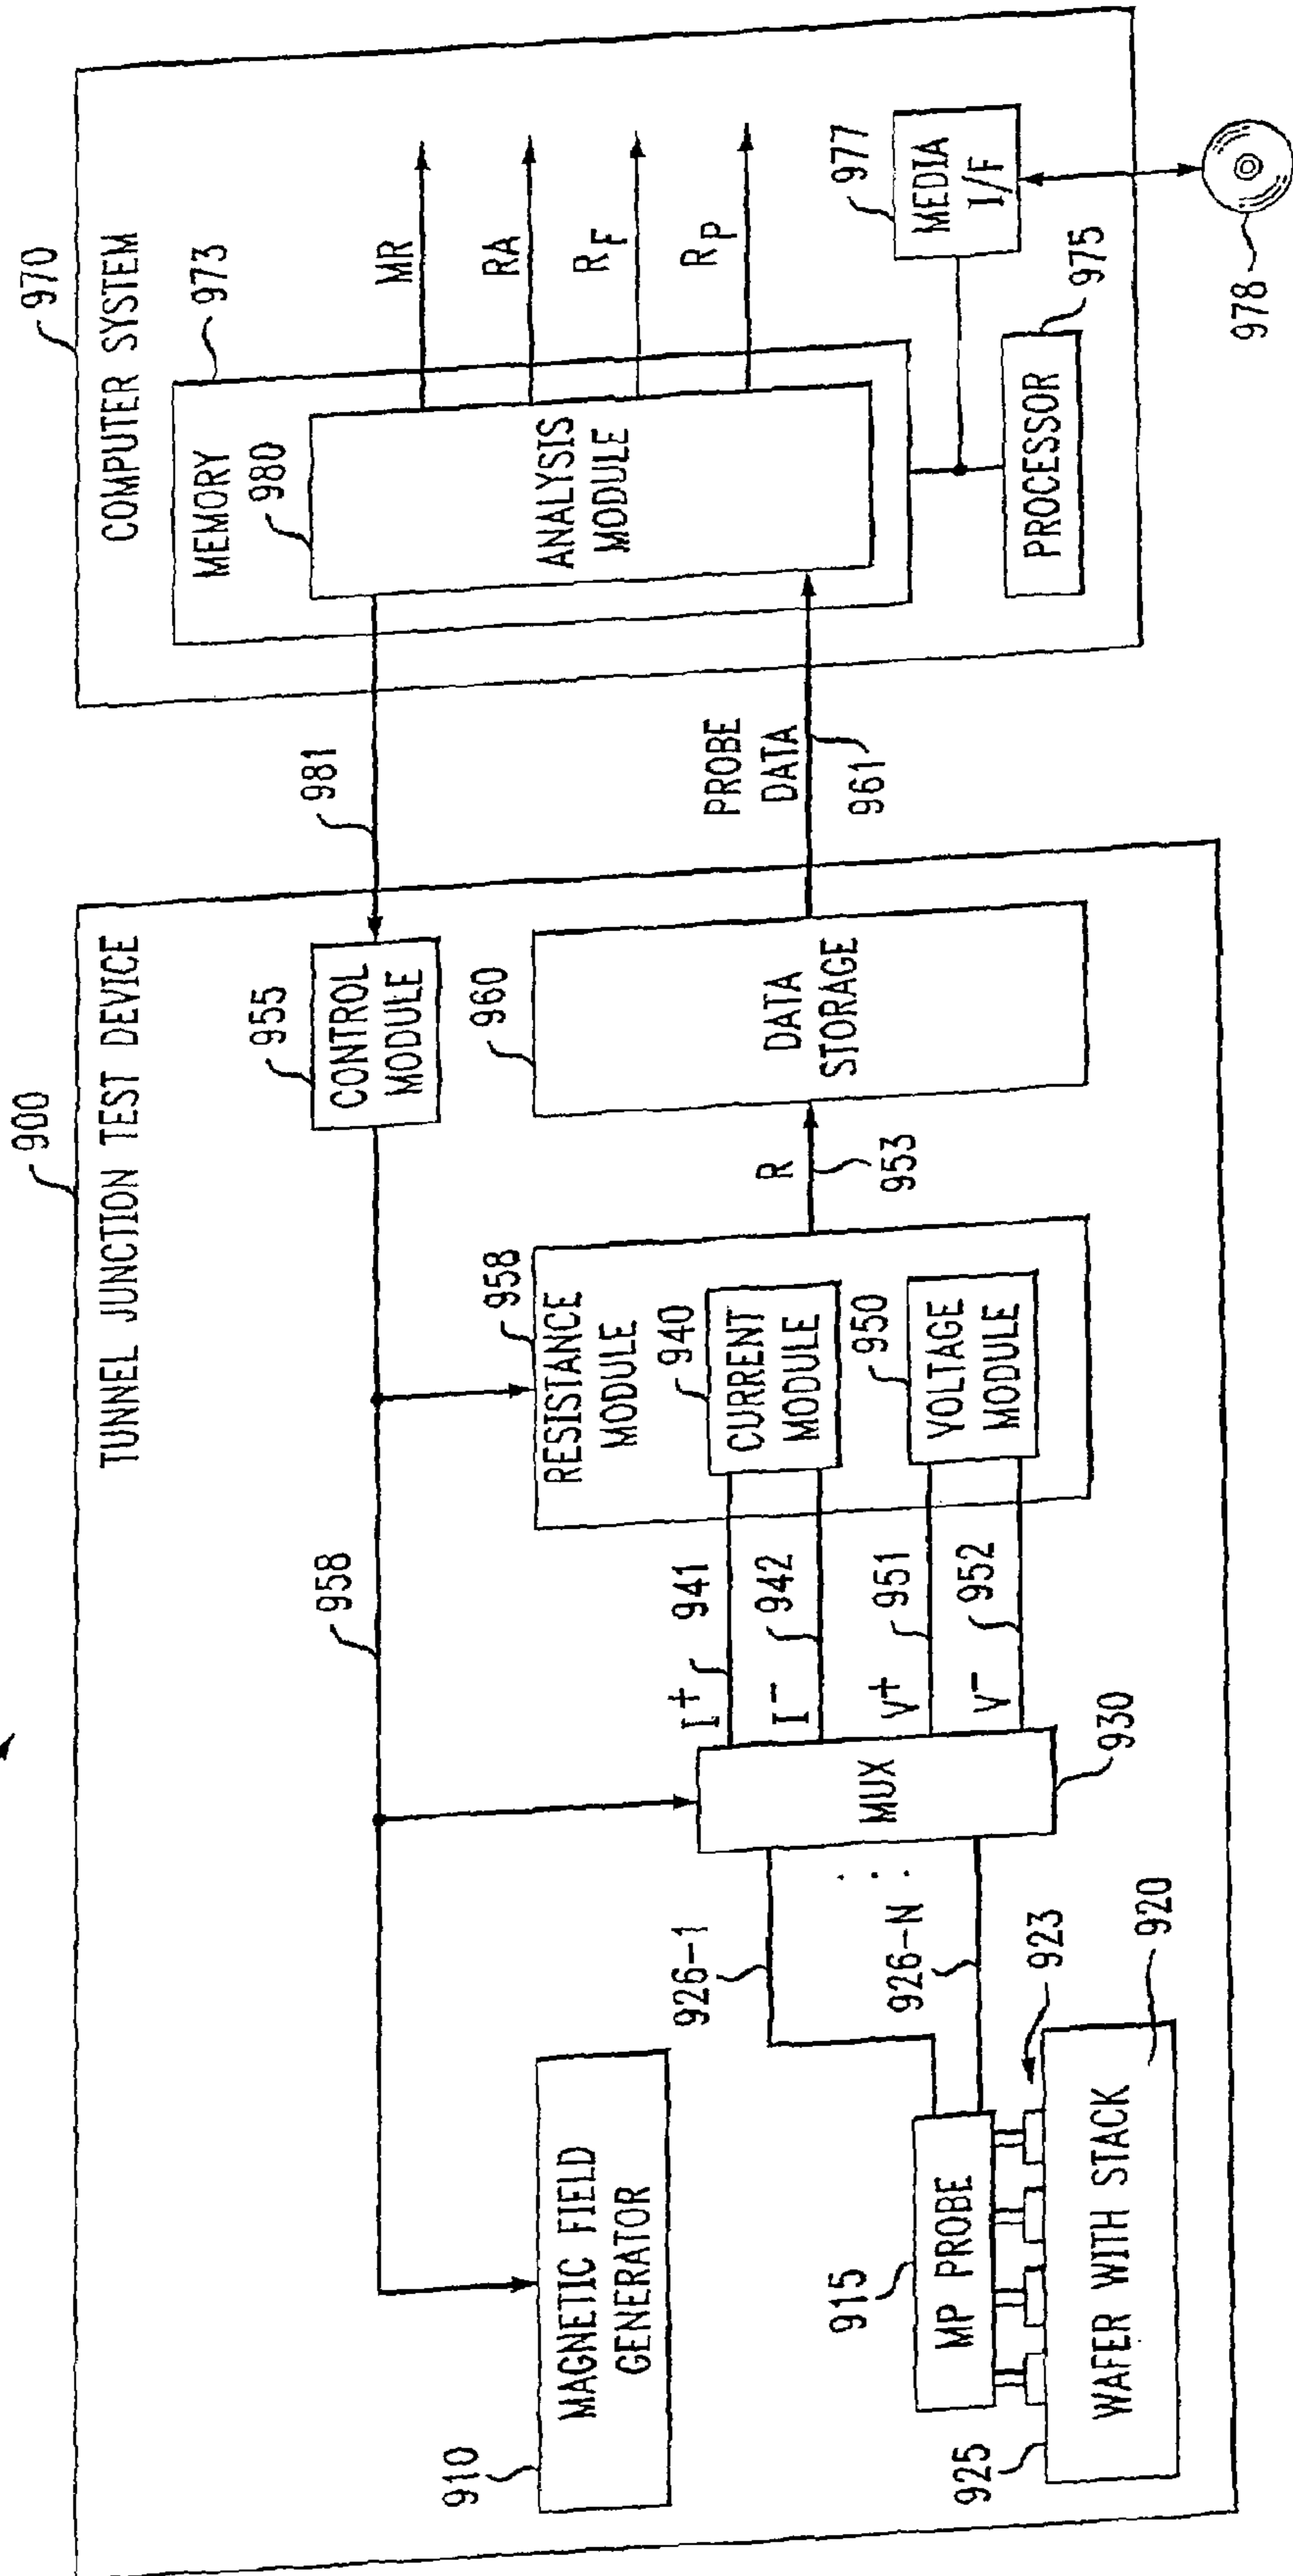 900
TUNNEL JUNCTION TEST DEVICE
910
MAGNETIC FIELD
GENERATOR
958
955
CONTROL
MODULE
981
915
MP PROBE
925
WAFER WITH STACK
920
923
926-1
926-N
MUX
930
I+
941
I-
942
V+
951
V-
952
958
RESISTANCE
MODULE
940
CURRENT
MODULE
950
VOLTAGE
MODULE
R
953
960
DATA
STORAGE
PROBE
DATA
961
970
COMPUTER SYSTEM
973
MEMORY
980
ANALYSIS
MODULE
MR
RA
RF
RP
977
MEDIA
I/F
975
PROCESSOR
978